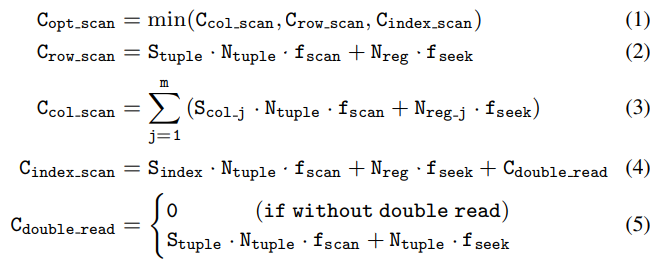 C_opt_scan = min(C_col_scan, C_row_scan, C_index_scan) (1)
C_row_scan = S_tuple · N_tuple · f_scan + N_reg · f_seek (2)
C_col_scan = ∑_{j=1}^{m} (S_col_j · N_tuple · f_scan + N_reg_j · f_seek) (3)
C_index_scan = S_index · N_tuple · f_scan + N_reg · f_seek + C_double_read (4)
C_double_read = { 0 (if without double read)
S_tuple · N_tuple · f_scan + N_tuple · f_seek (5)